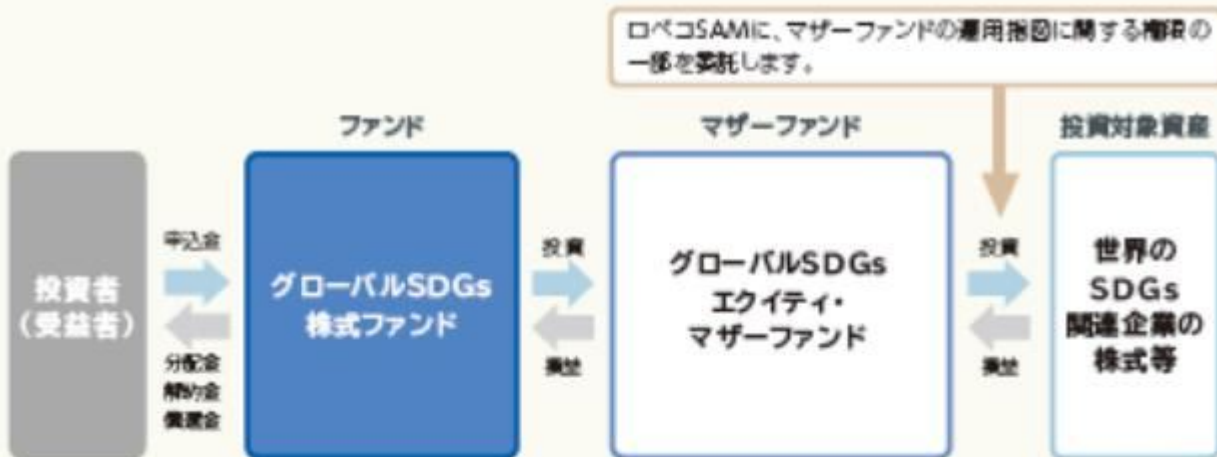 ロベコSAMに、マザーファンドの運用指図に関する権限の
一部を委託します。
ファンド
マザーファンド
投資対象資産
投資者
(受益者)
申込金
分配金
解約金
償還金
グローバルSDGs
株式ファンド
投資
損益
グローバルSDGs
エクイティ・
マザーファンド
投資
損益
世界の
SDGs
関連企業の
株式等